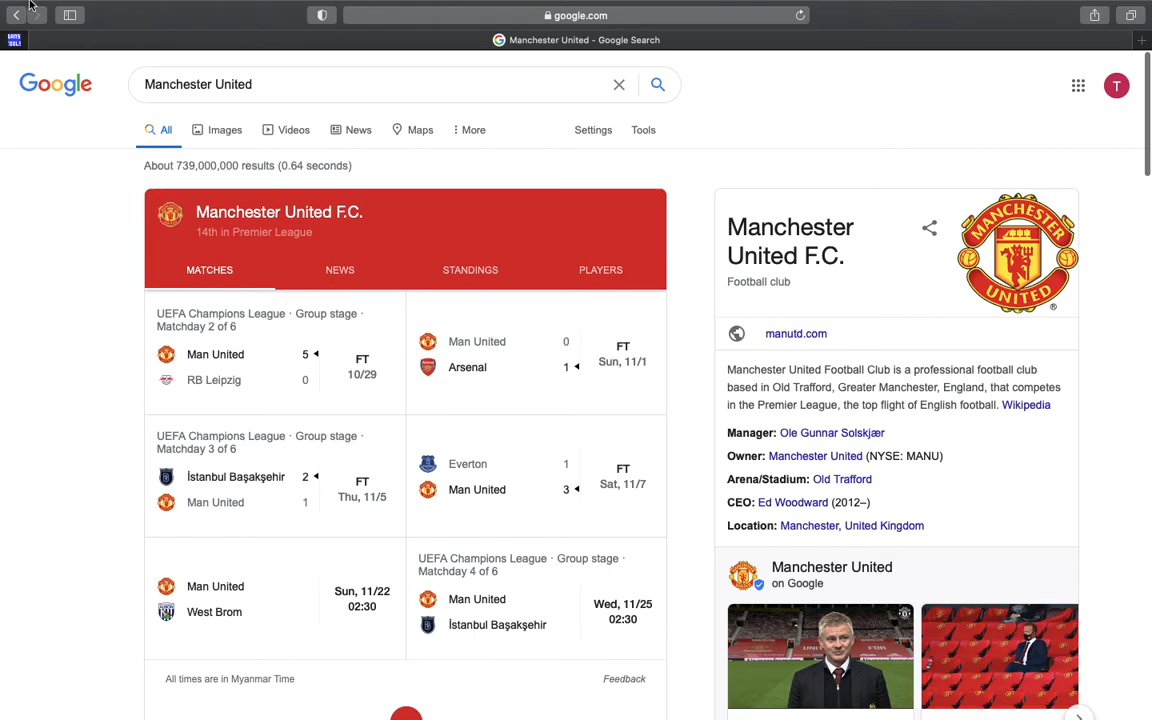 google.com
DANS TOOLS
Manchester United - Google Search
Google
Manchester United
T
All Images Videos News Maps More Settings Tools
About 739,000,000 results (0.64 seconds)
Manchester United F.C.
14th in Premier League
MATCHES NEWS STANDINGS PLAYERS
UEFA Champions League · Group stage ·
Matchday 2 of 6
Man United 5
RB Leipzig 0
FT
10/29
Man United 0
Arsenal 1
FT
Sun, 11/1
UEFA Champions League · Group stage ·
Matchday 3 of 6
İstanbul Başakşehir 2
Man United 1
FT
Thu, 11/5
Everton 1
Man United 3
FT
Sat, 11/7
Man United
West Brom
Sun, 11/22
02:30
UEFA Champions League · Group stage ·
Matchday 4 of 6
Man United
İstanbul Başakşehir
Wed, 11/25
02:30
All times are in Myanmar Time
Feedback
Manchester
United F.C.
Football club
MANCHESTER
UNITED
®
manutd.com
Manchester United Football Club is a professional football club
based in Old Trafford, Greater Manchester, England, that competes
in the Premier League, the top flight of English football. Wikipedia
Manager: Ole Gunnar Solskjær
Owner: Manchester United (NYSE: MANU)
Arena/Stadium: Old Trafford
CEO: Ed Woodward (2012–)
Location: Manchester, United Kingdom
Manchester United
on Google